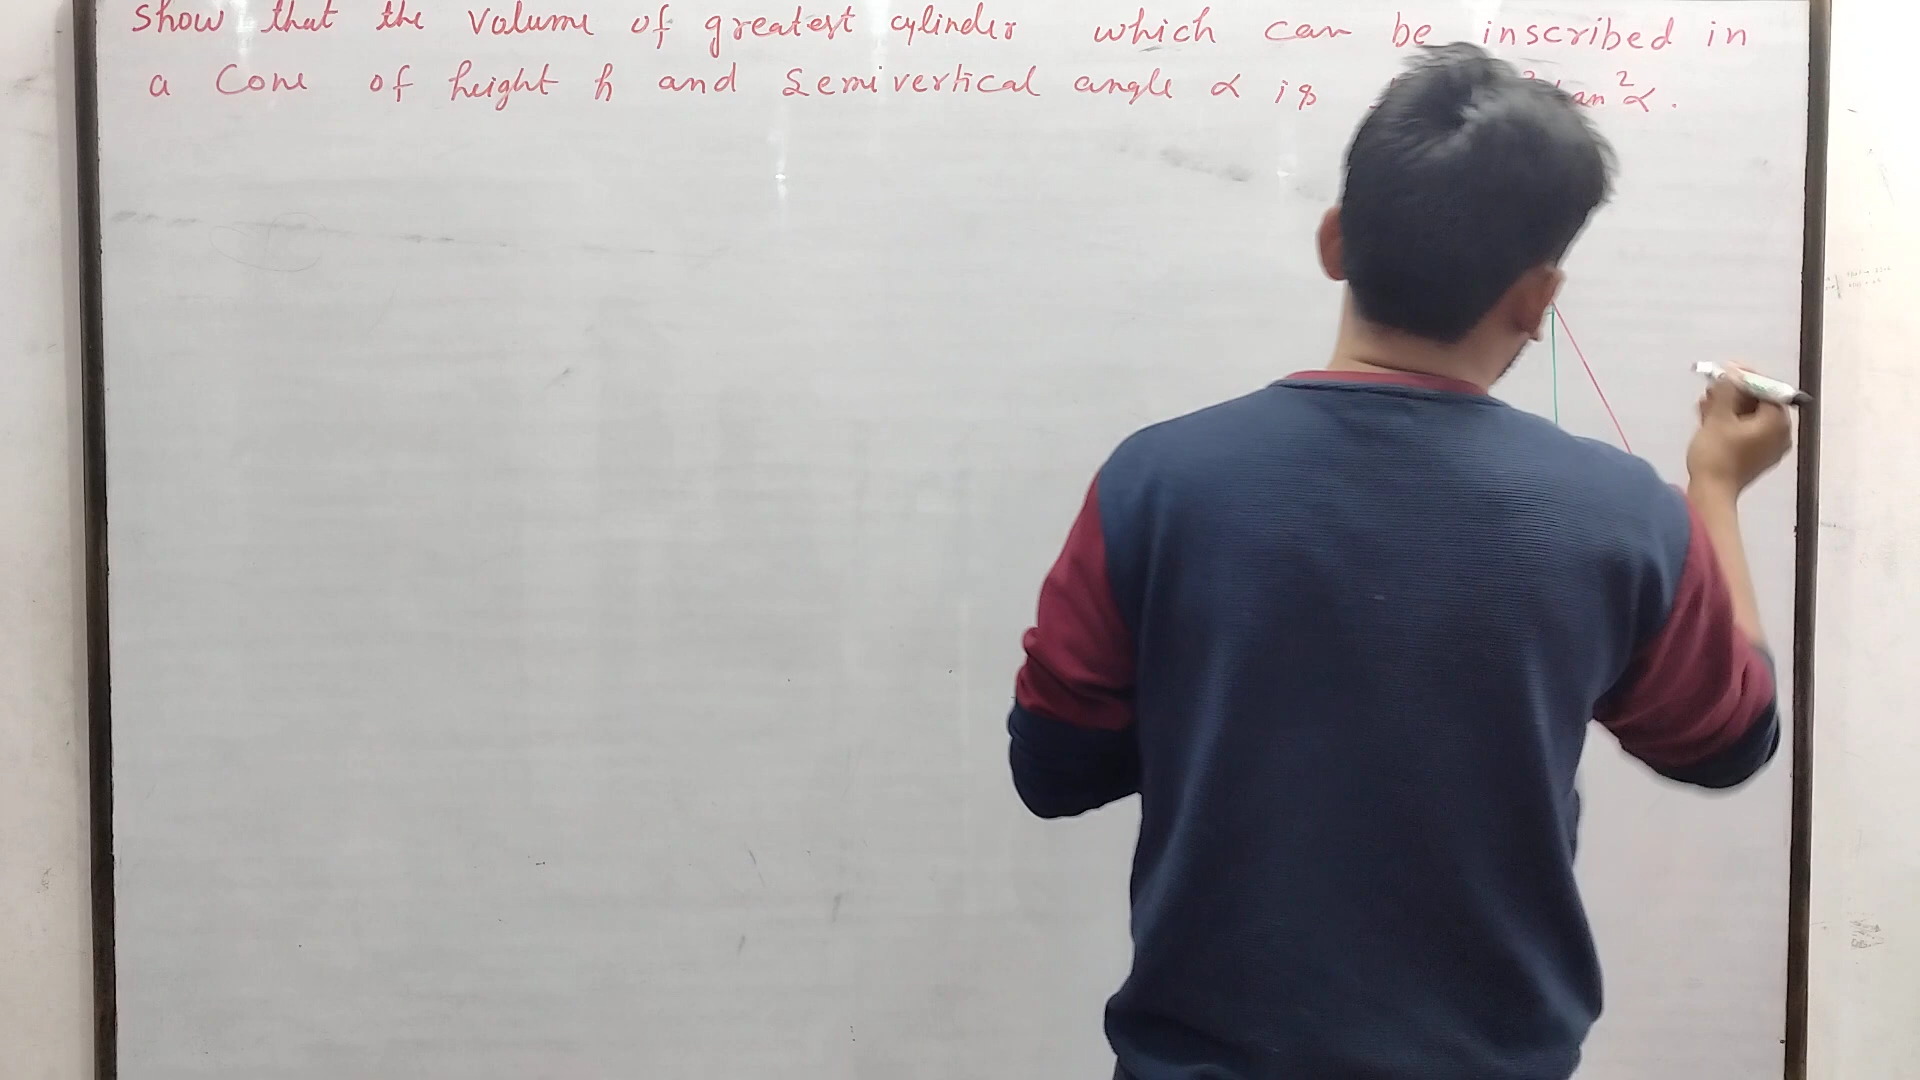 show that the volume of greatest cylinder which can be inscribed in
a Cone of height h and semivertical angle α is an²α.